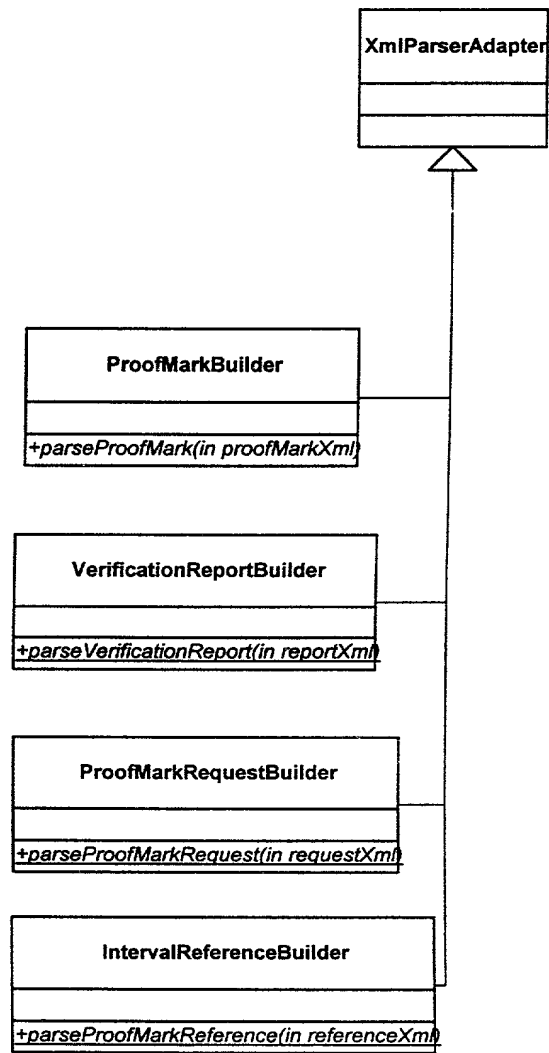 XmlParserAdapter
ProofMarkBuilder
+parseProofMark(in proofMarkXml)
VerificationReportBuilder
+parseVerificationReport(in reportXml)
ProofMarkRequestBuilder
+parseProofMarkRequest(in requestXml)
IntervalReferenceBuilder
+parseProofMarkReference(in referenceXml)